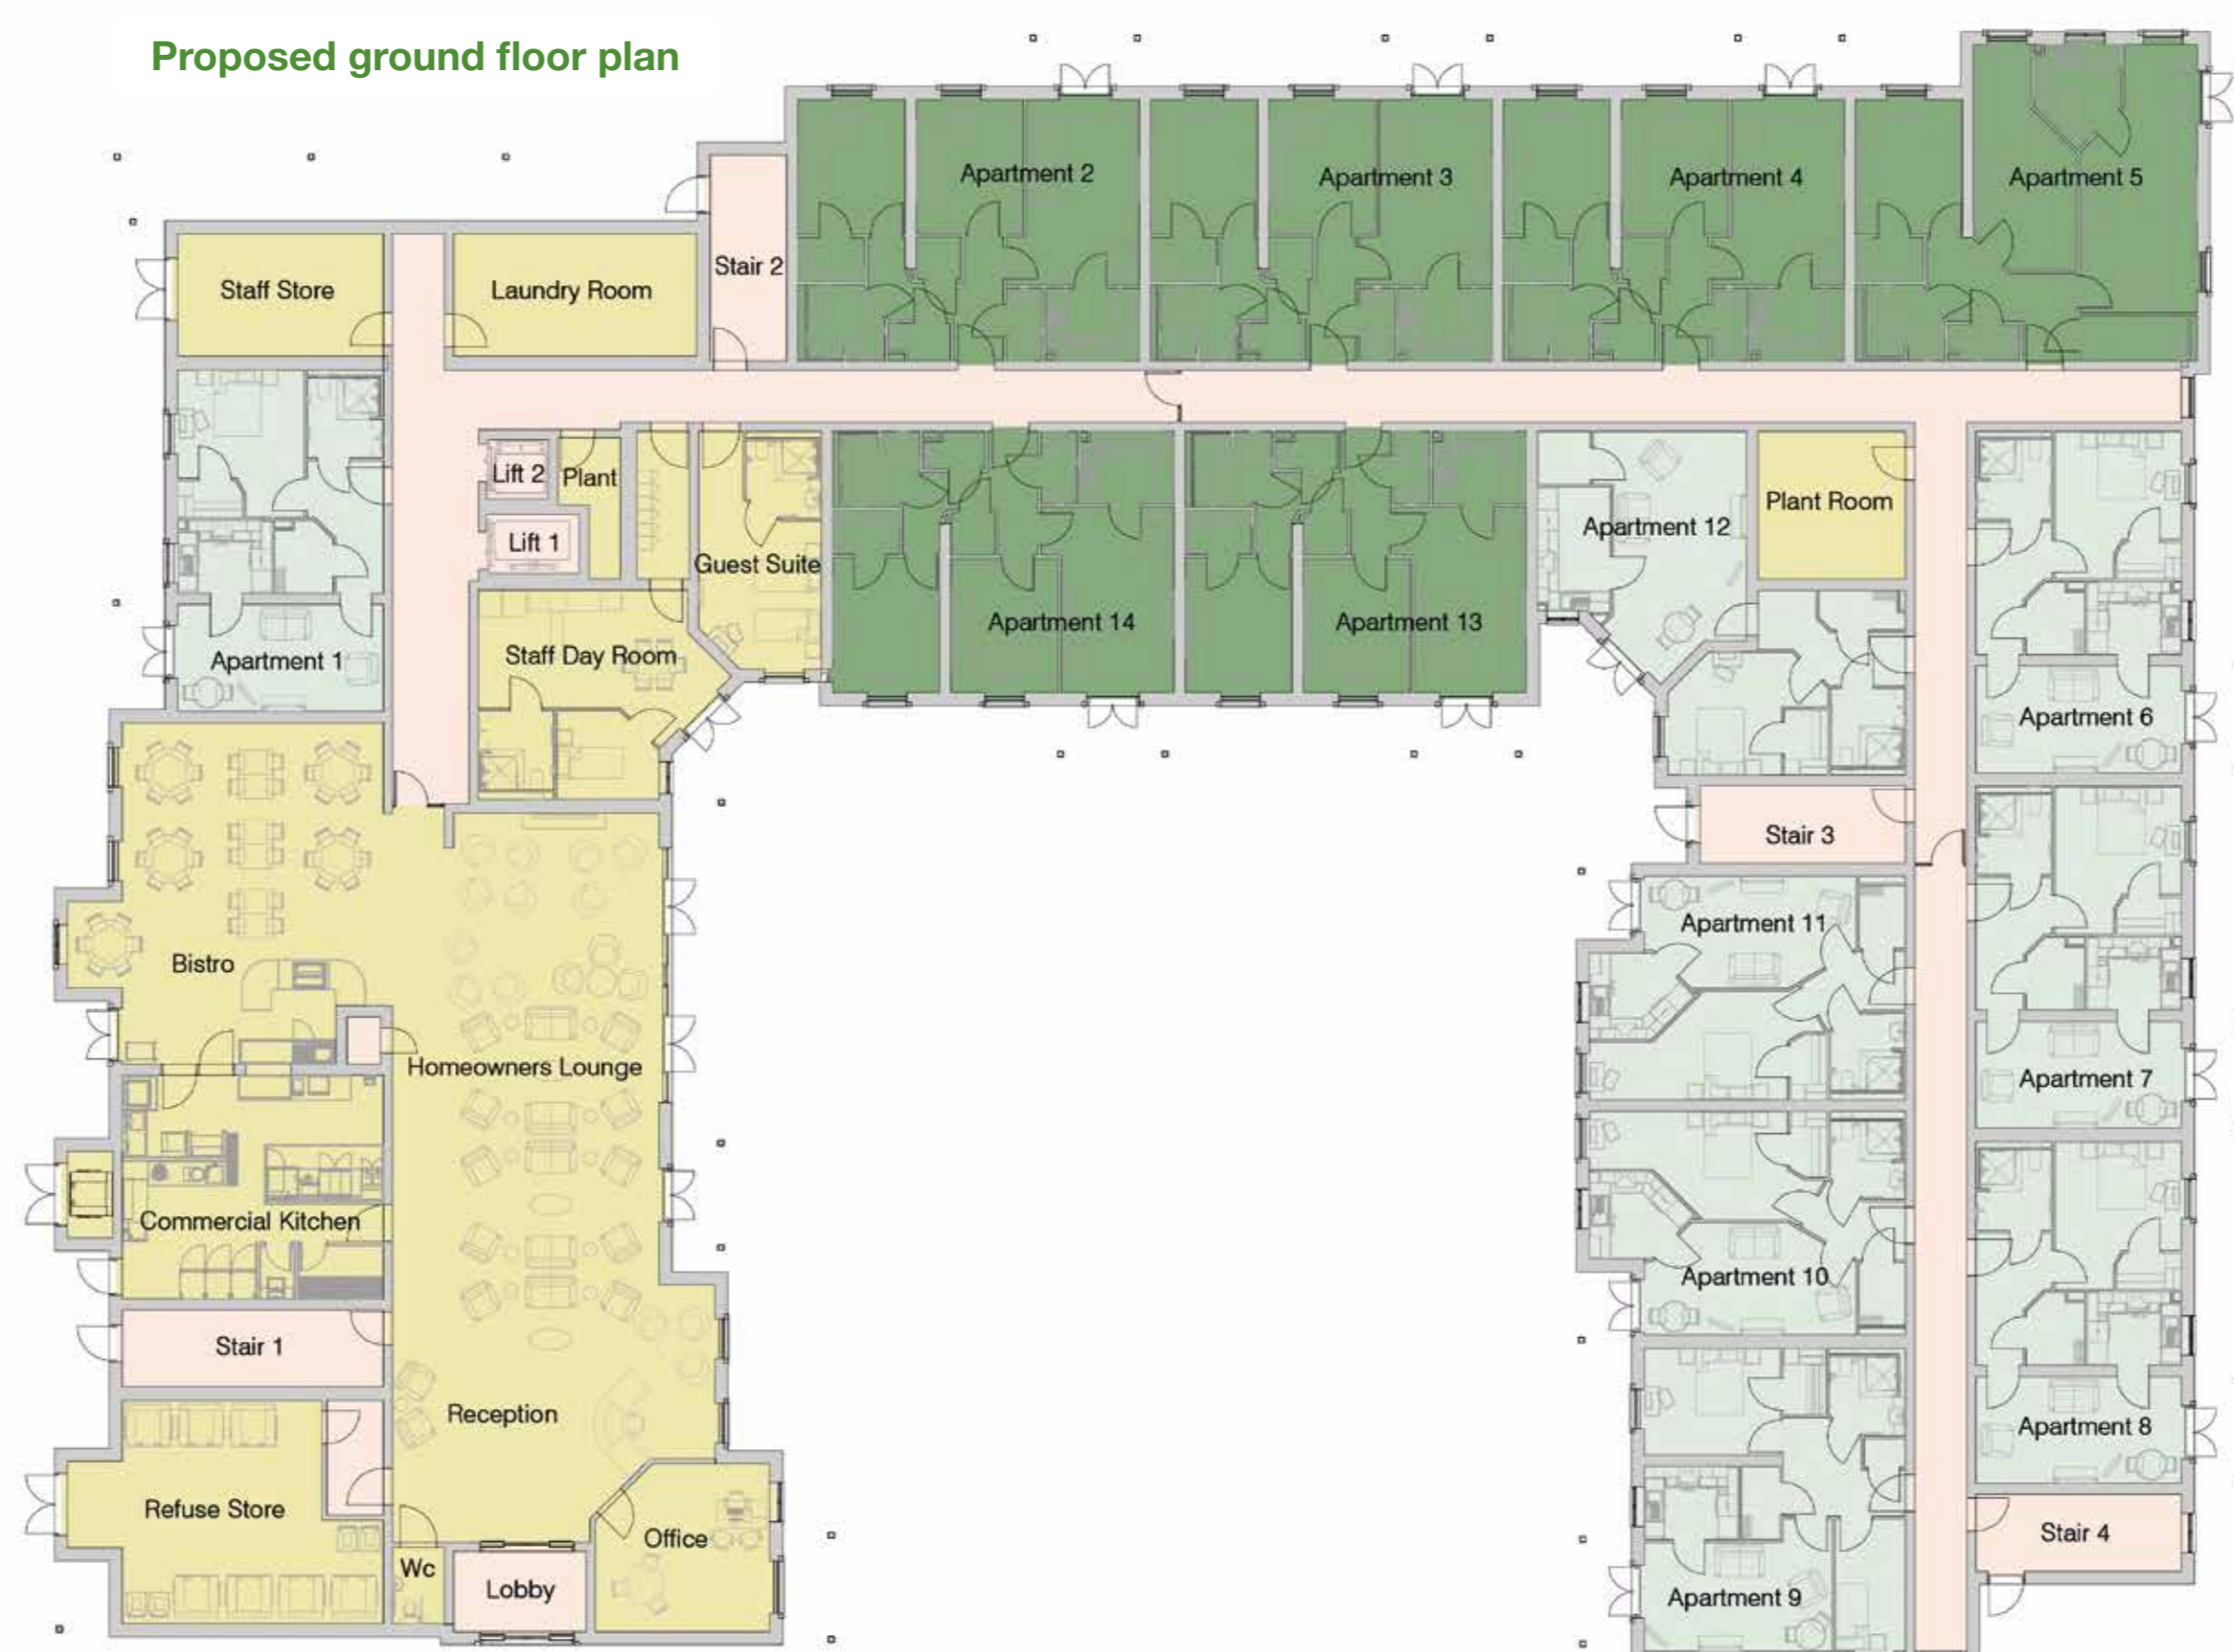 Proposed ground floor plan
Apartment 2
Apartment 3
Apartment 4
Apartment 5
Staff Store
Laundry Room
Stair 2
Lift 2
Plant
Lift 1
Guest Suite
Apartment 12
Plant Room
Apartment 14
Apartment 13
Staff Day Room
Apartment 1
Apartment 6
Stair 3
Apartment 11
Bistro
Homeowners Lounge
Apartment 7
Commercial Kitchen
Apartment 10
Stair 1
Reception
Apartment 8
Refuse Store
Office
Stair 4
Wc
Lobby
Apartment 9